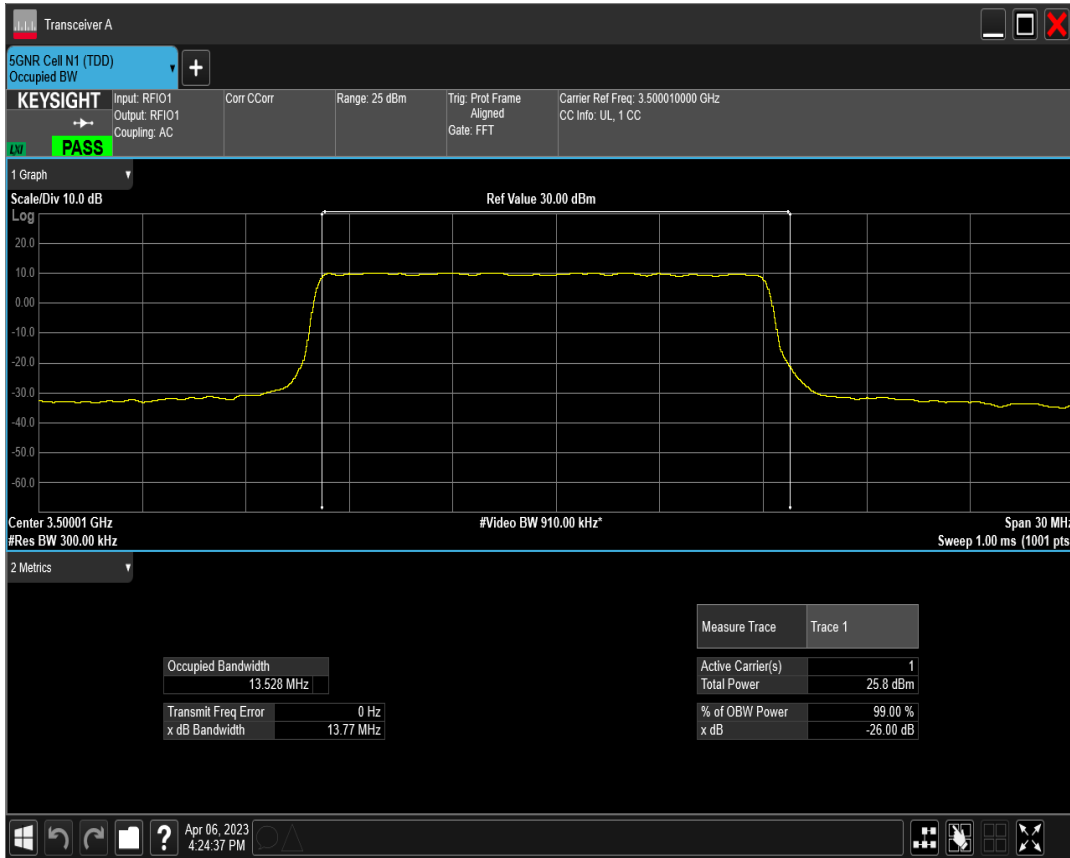 Transceiver A
5GNR Cell N1 (TDD)
Occupied BW
+
KEYSIGHT
LXI
PASS
Input: RFIO1
Output: RFIO1
Coupling: AC
Corr CCorr
Range: 25 dBm
Trig: Prot Frame
Aligned
Gate: FFT
Carrier Ref Freq: 3.500010000 GHz
CC Info: UL, 1 CC
1 Graph
Scale/Div 10.0 dB
Ref Value 30.00 dBm
Log
20.0
10.0
0.00
-10.0
-20.0
-30.0
-40.0
-50.0
-60.0
Center 3.50001 GHz
#Video BW 910.00 kHz*
Span 30 MHz
#Res BW 300.00 kHz
Sweep 1.00 ms (1001 pts
2 Metrics
Measure Trace Trace 1
Occupied Bandwidth
13.528 MHz
Active Carrier(s) 1
Total Power 25.8 dBm
Transmit Freq Error 0 Hz
x dB Bandwidth 13.77 MHz
% of OBW Power 99.00 %
x dB -26.00 dB
?
Apr 06, 2023
4:24:37 PM